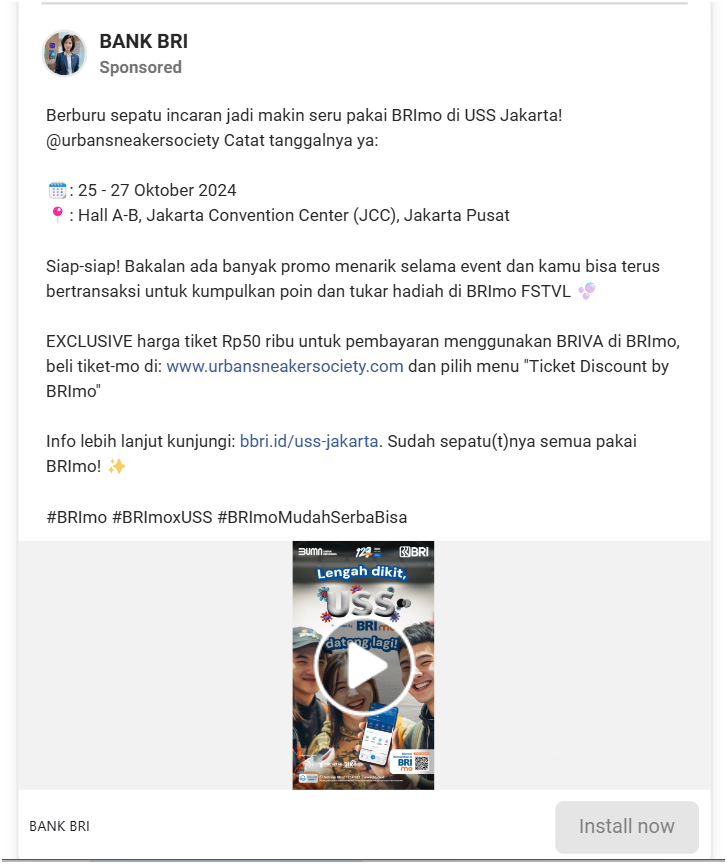 BANK BRI
Sponsored
Berburu sepatu incaran jadi makin seru pakai BRImo di USS Jakarta!
@urbansneakersociety Catat tanggalnya ya:
🗓️: 25 - 27 Oktober 2024
📍: Hall A-B, Jakarta Convention Center (JCC), Jakarta Pusat
Siap-siap! Bakalan ada banyak promo menarik selama event dan kamu bisa terus
bertransaksi untuk kumpulkan poin dan tukar hadiah di BRImo FSTVL 🫧
EXCLUSIVE harga tiket Rp50 ribu untuk pembayaran menggunakan BRIVA di BRImo,
beli tiket-mo di: www.urbansneakersociety.com dan pilih menu "Ticket Discount by
BRImo"
Info lebih lanjut kunjungi: bbri.id/uss-jakarta. Sudah sepatu(t)nya semua pakai
BRImo! ✨
#BRImo #BRImoxUSS #BRImoMudahSerbaBisa
BUMN 129 BRI
Lengah dikit,
USS
BRImo
datang lagi!
BRI
mo
BANK BRI
Install now